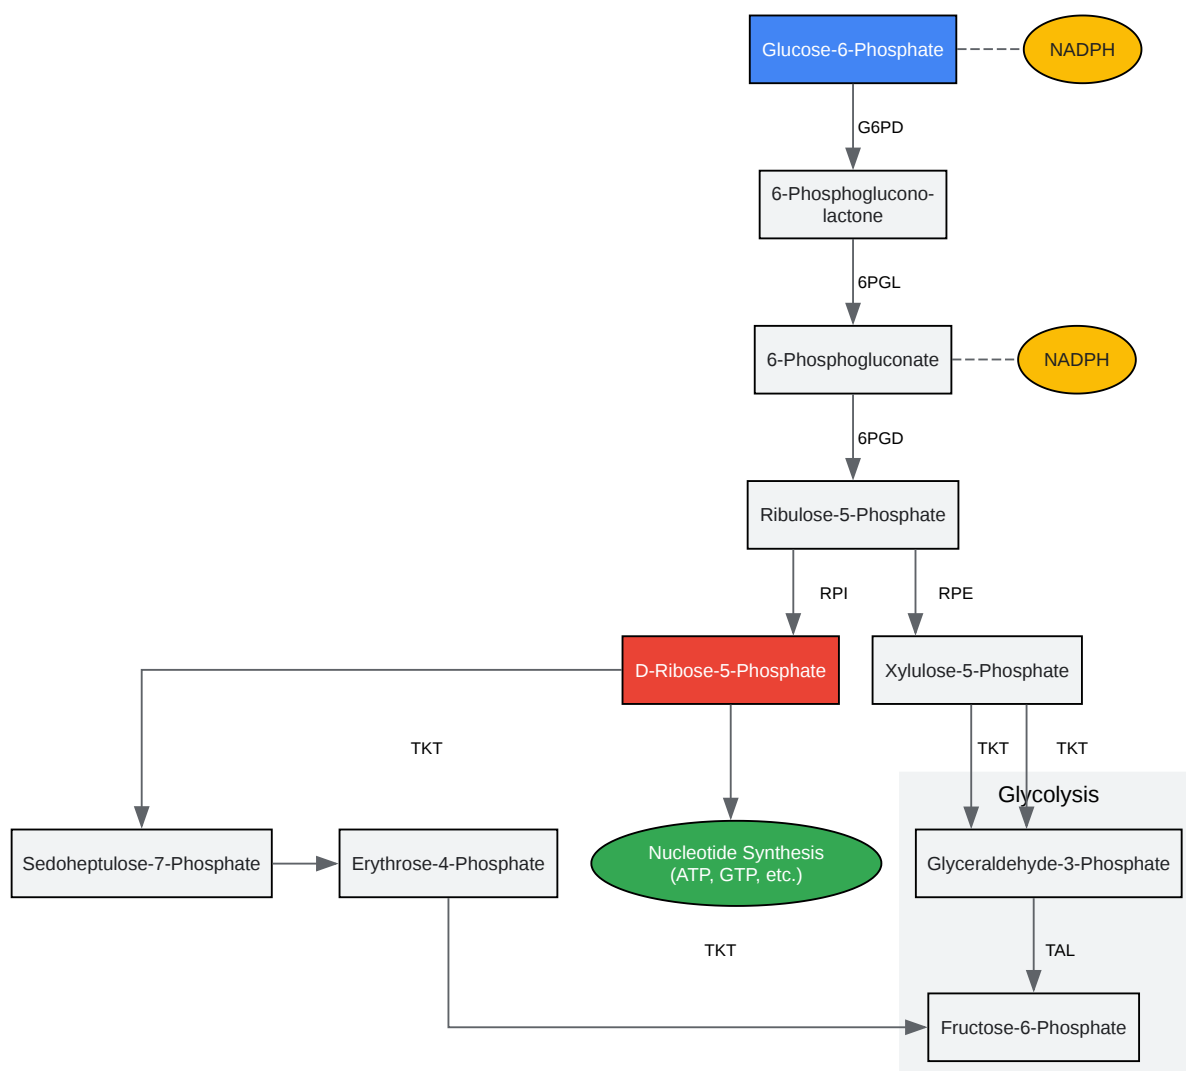 Glucose-6-Phosphate
NADPH
G6PD
6-Phosphoglucono-
lactone
6PGL
6-Phosphogluconate
NADPH
6PGD
Ribulose-5-Phosphate
RPI
RPE
D-Ribose-5-Phosphate
Xylulose-5-Phosphate
TKT
TKT
TKT
Glycolysis
Sedoheptulose-7-Phosphate
Erythrose-4-Phosphate
Nucleotide Synthesis
(ATP, GTP, etc.)
Glyceraldehyde-3-Phosphate
TKT
TAL
Fructose-6-Phosphate